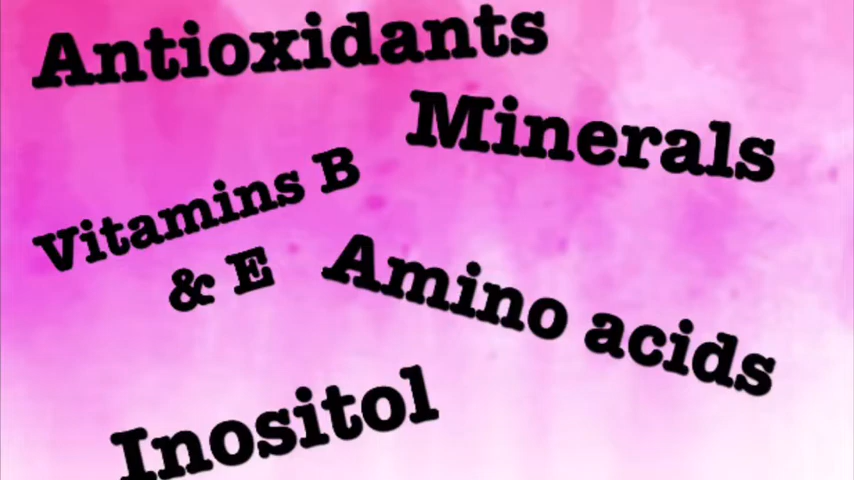 Antioxidants
Minerals
Vitamins B
& E
Amino acids
Inositol